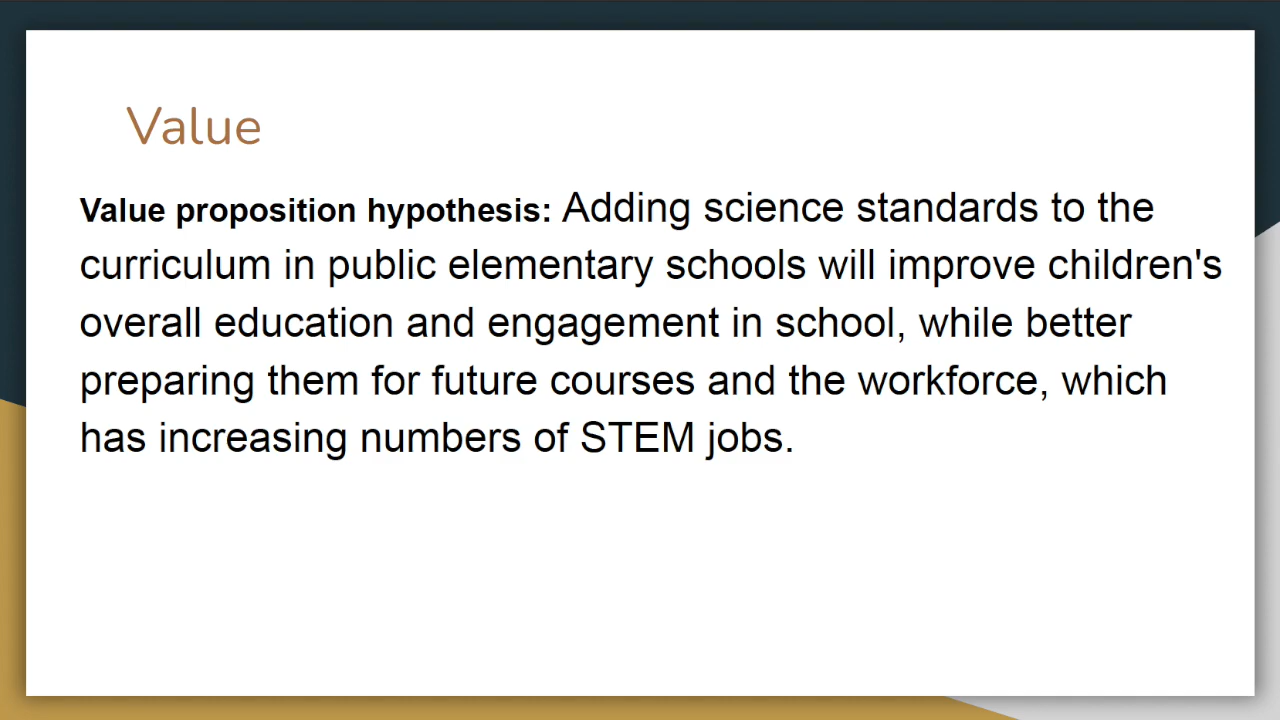 Value
Value proposition hypothesis: Adding science standards to the
curriculum in public elementary schools will improve children's
overall education and engagement in school, while better
preparing them for future courses and the workforce, which
has increasing numbers of STEM jobs.